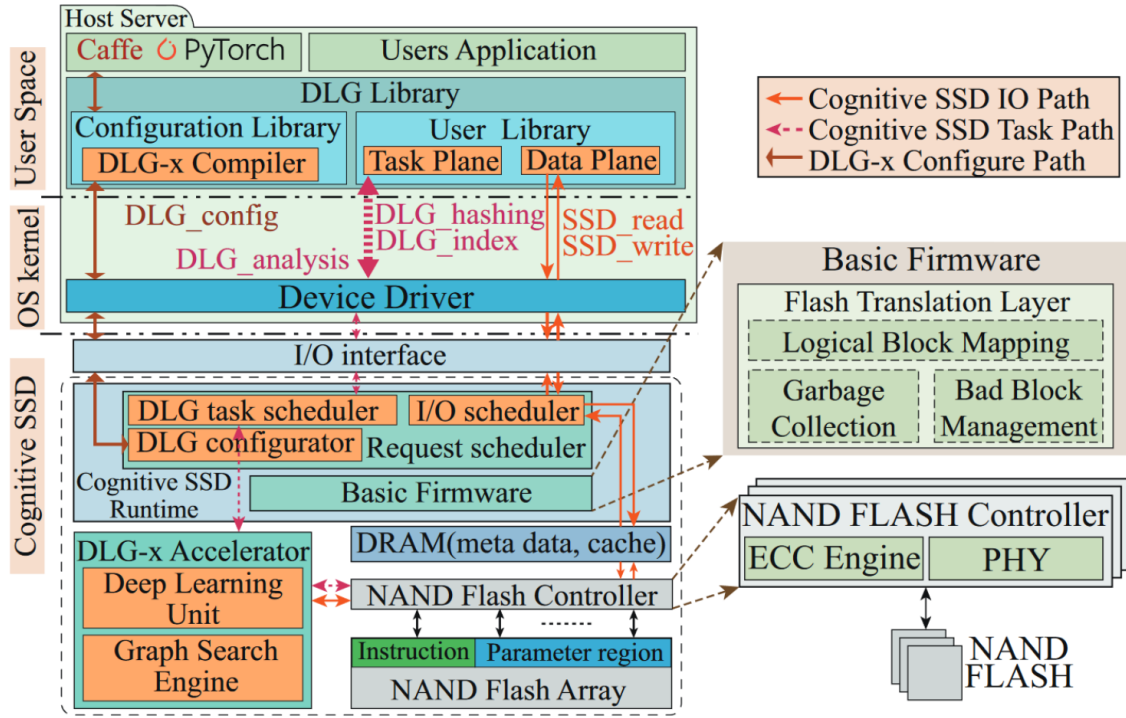 Host Server
User Space
Caffe PyTorch
Users Application
DLG Library
Configuration Library
DLG-x Compiler
User Library
Task Plane
Data Plane
OS kernel
DLG_config
DLG_hashing
DLG_index
DLG_analysis
SSD_read
SSD_write
Device Driver
Cognitive SSD
I/O interface
DLG task scheduler
I/O scheduler
DLG configurator
Request scheduler
Cognitive SSD
Runtime
Basic Firmware
DLG-x Accelerator
Deep Learning
Unit
Graph Search
Engine
DRAM(meta data, cache)
NAND Flash Controller
Instruction
Parameter region
NAND Flash Array
Cognitive SSD IO Path
Cognitive SSD Task Path
DLG-x Configure Path
Basic Firmware
Flash Translation Layer
Logical Block Mapping
Garbage
Collection
Bad Block
Management
NAND FLASH Controller
ECC Engine
PHY
NAND
FLASH